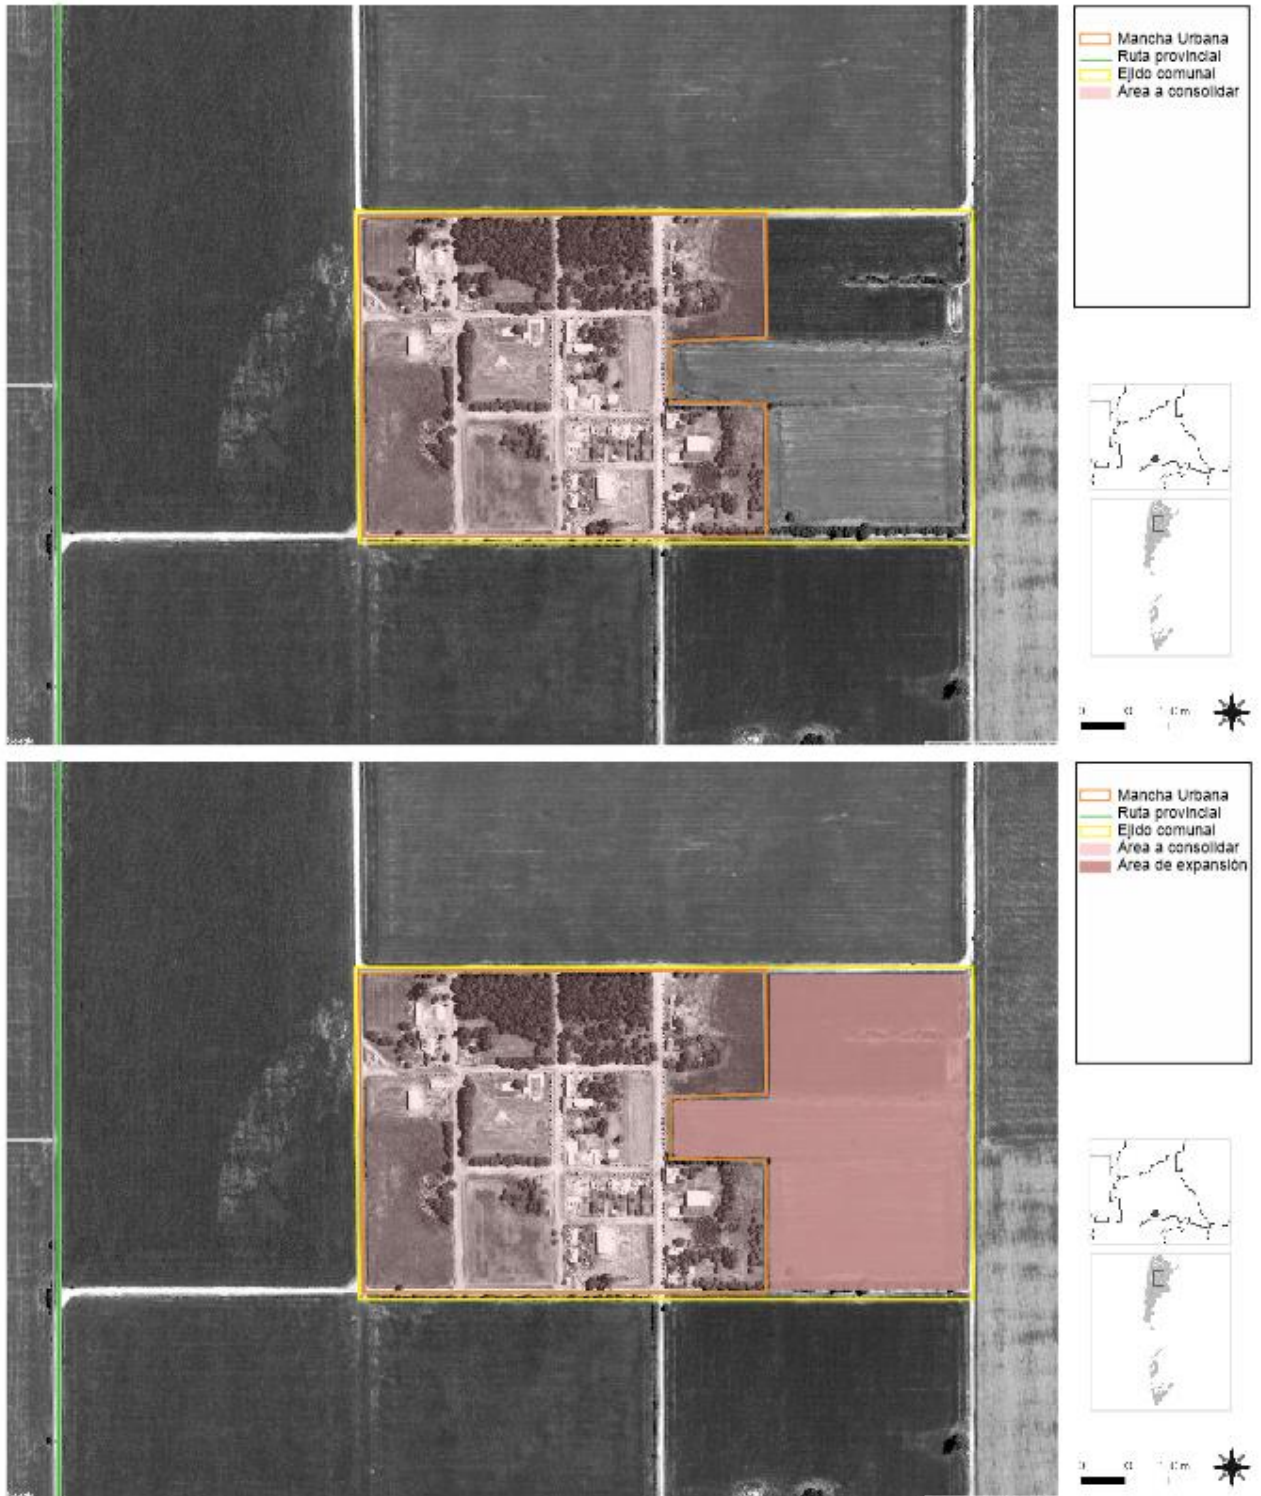 Mancha Urbana
Ruta provincial
Ejido comunal
Área a consolidar
Mancha Urbana
Ruta provincial
Ejido comunal
Área a consolidar
Área de expansión